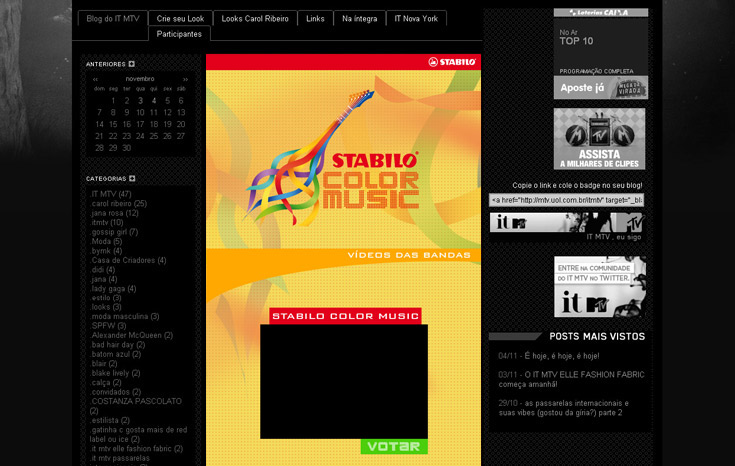 Blog do IT MTV
Crie seu Look
Looks Carol Ribeiro
Links
Na íntegra
IT Nova York
Participantes
ANTERIORES
<< novembro >>
dom seg ter qua qui sex sáb
1 2 3 4 5 6
7 8 9 10 11 12 13
14 15 16 17 18 19 20
21 22 23 24 25 26 27
28 29 30
CATEGORIAS
IT MTV (47)
carol ribeiro (25)
jana rosa (12)
itmtv (10)
gossip girl (7)
Moda (5)
bymk (4)
Casa de Criadores (4)
didi (4)
jana (4)
lady gaga (4)
estilo (3)
looks (3)
moda masculina (3)
SPFW (3)
Alexander McQueen (2)
bad hair day (2)
batom azul (2)
blair (2)
blake lively (2)
calça (2)
convidados (2)
COSTANZA PASCOLATO
(2)
estilista (2)
gatinha c gosta mais de red
label ou ice (2)
it mtv elle fashion fabric (2)
it mtv passarelas
STABILO
STABILO
COLOR
MUSIC
VÍDEOS DAS BANDAS
STABILO COLOR MUSIC
VOTAR
Loterias CAIXA
No Ar
TOP 10
PROGRAMAÇÃO COMPLETA
Aposte já
MEGA DA
VIRADA
MTV
ASSISTA
A MILHARES DE CLIPES
Copie o link e cole o badge no seu blog!
<a href="http://mtv.uol.com.br/itmtv" target="_bl
it MTV
IT MTV , eu sigo
ENTRE NA COMUNIDADE
DO IT MTV NO TWITTER.
it MTV
POSTS MAIS VISTOS
04/11 - É hoje, é hoje, é hoje!
03/11 - O IT MTV ELLE FASHION FABRIC
começa amanhã!
29/10 - as passarelas internacionais e
suas vibes (gostou da gíria?) parte 2